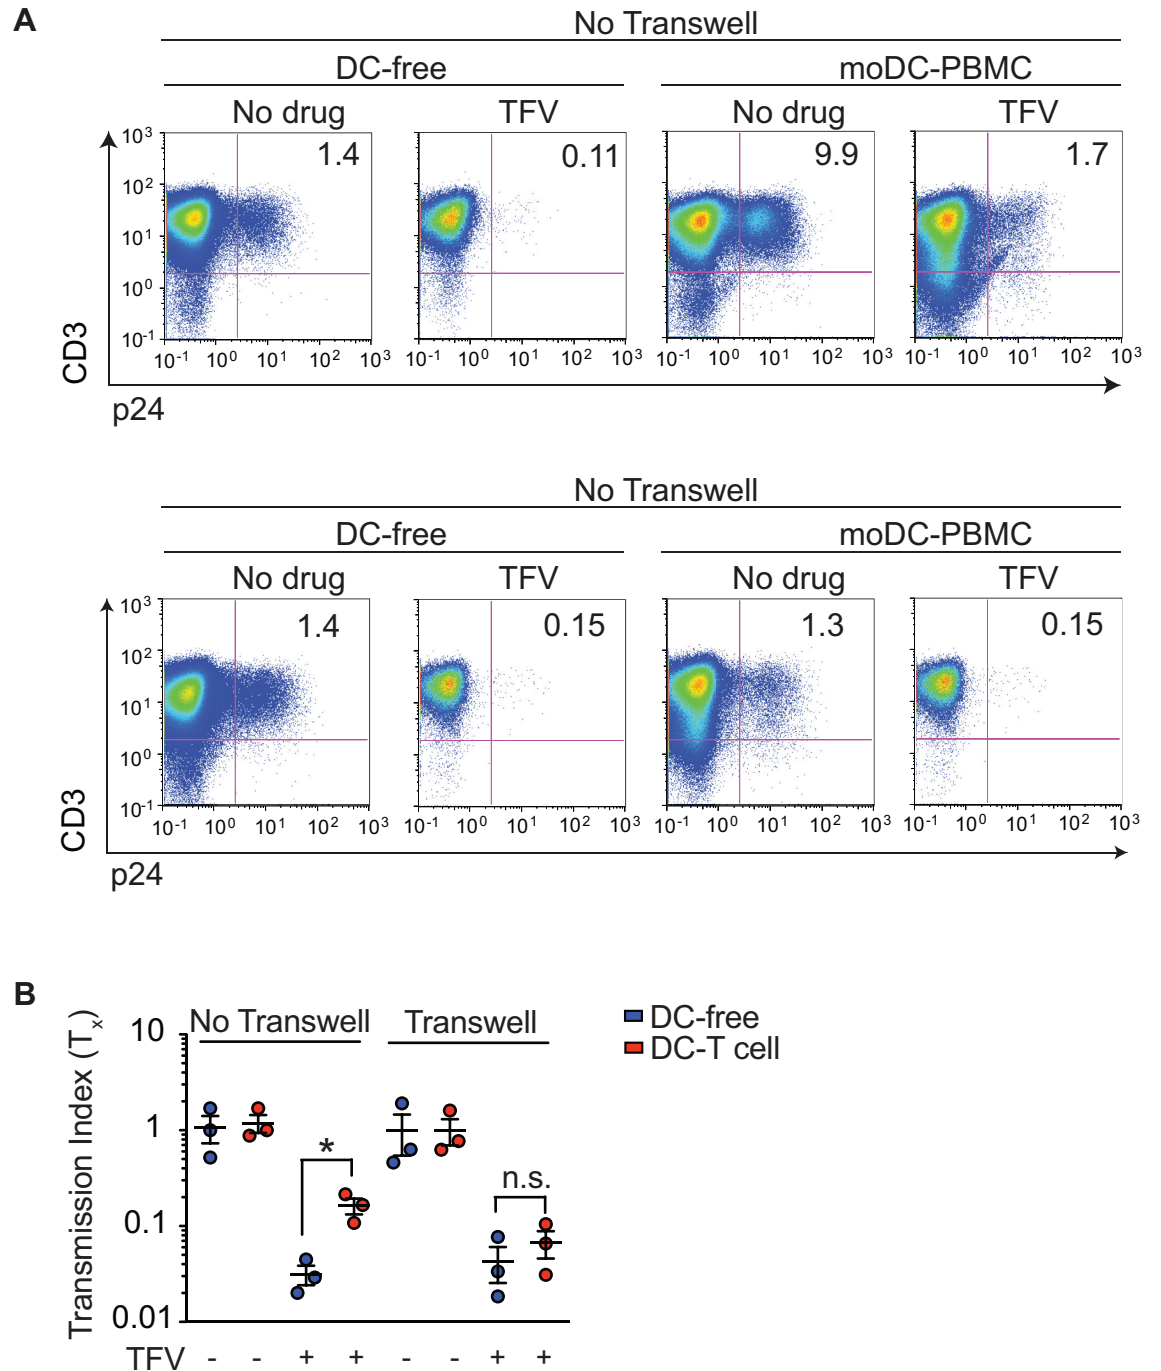 A
No Transwell
DC-free moDC-PBMC
No drug TFV No drug TFV
1.4 0.11 9.9 1.7
10³
10²
10¹
10⁰
10⁻¹
10⁻¹ 10⁰ 10¹ 10² 10³ 10⁻¹ 10⁰ 10¹ 10² 10³ 10⁻¹ 10⁰ 10¹ 10² 10³ 10⁻¹ 10⁰ 10¹ 10² 10³
CD3
p24
No Transwell
DC-free moDC-PBMC
No drug TFV No drug TFV
1.4 0.15 1.3 0.15
10³
10²
10¹
10⁰
10⁻¹
10⁻¹ 10⁰ 10¹ 10² 10³ 10⁻¹ 10⁰ 10¹ 10² 10³ 10⁻¹ 10⁰ 10¹ 10² 10³ 10⁻¹ 10⁰ 10¹ 10² 10³
CD3
p24
B
Transmission Index (Tₓ)
No Transwell Transwell
DC-free
DC-T cell
10
1
0.1
0.01
*
n.s.
TFV - - + + - - + +